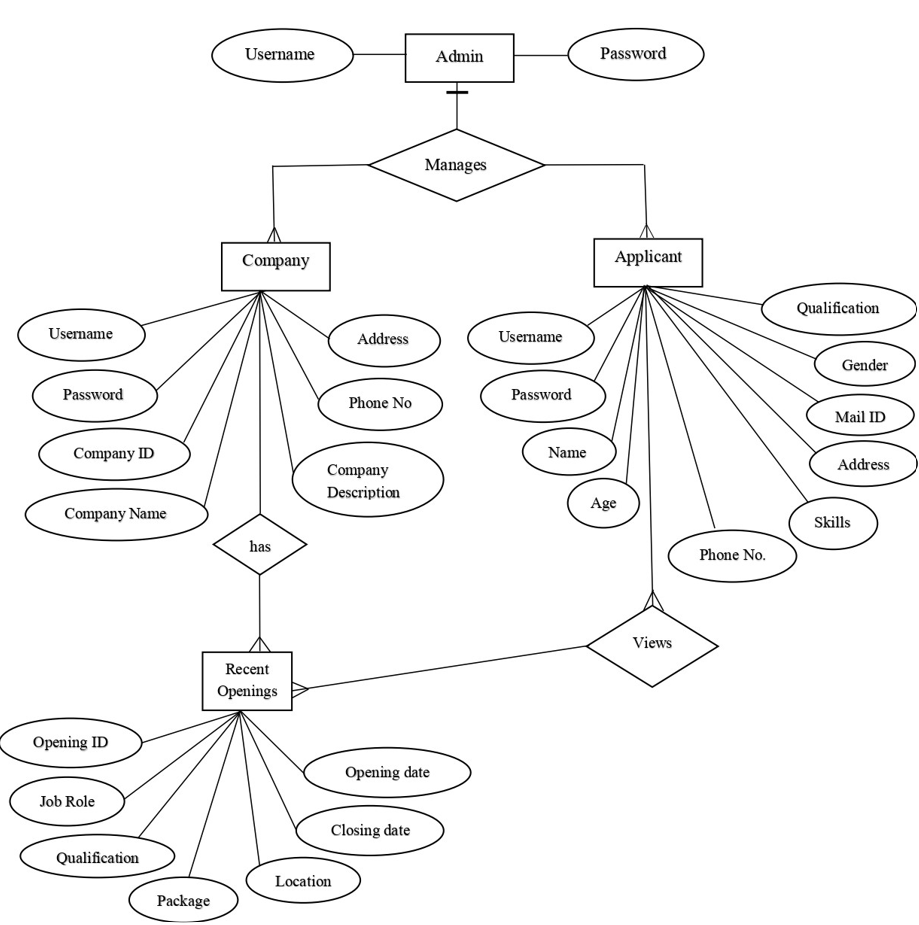 Username
Admin
Password
Manages
Company
Applicant
Username
Password
Company ID
Company Name
Address
Phone No
Company
Description
Username
Password
Name
Age
Qualification
Gender
Mail ID
Address
Skills
Phone No.
has
Views
Recent
Openings
Opening ID
Job Role
Qualification
Package
Location
Closing date
Opening date